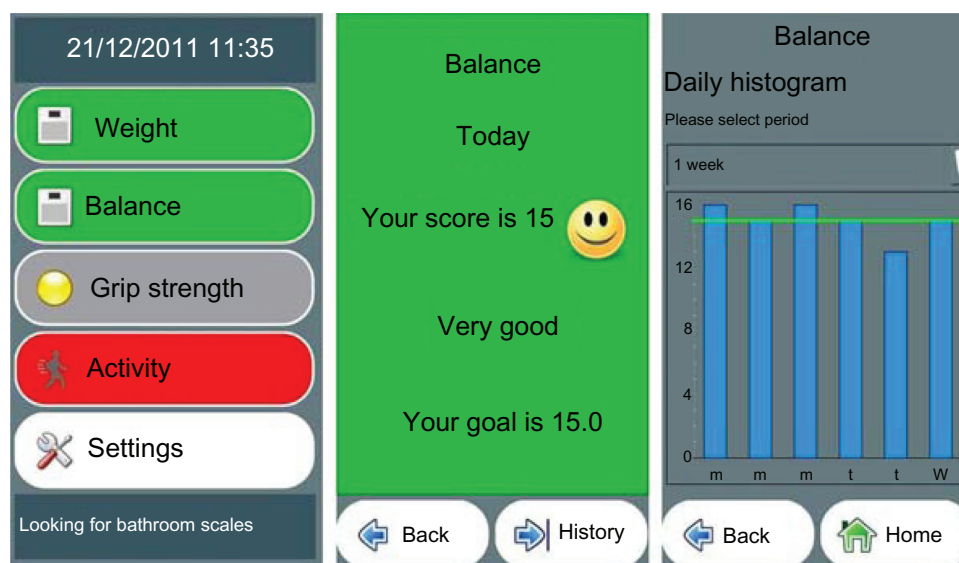 21/12/2011 11:35
Weight
Balance
Grip strength
Activity
Settings
Looking for bathroom scales
Balance
Today
Your score is 15
Very good
Your goal is 15.0
Back
History
Balance
Daily histogram
Please select period
1 week
16
12
8
4
0
m m m t t W
Back
Home